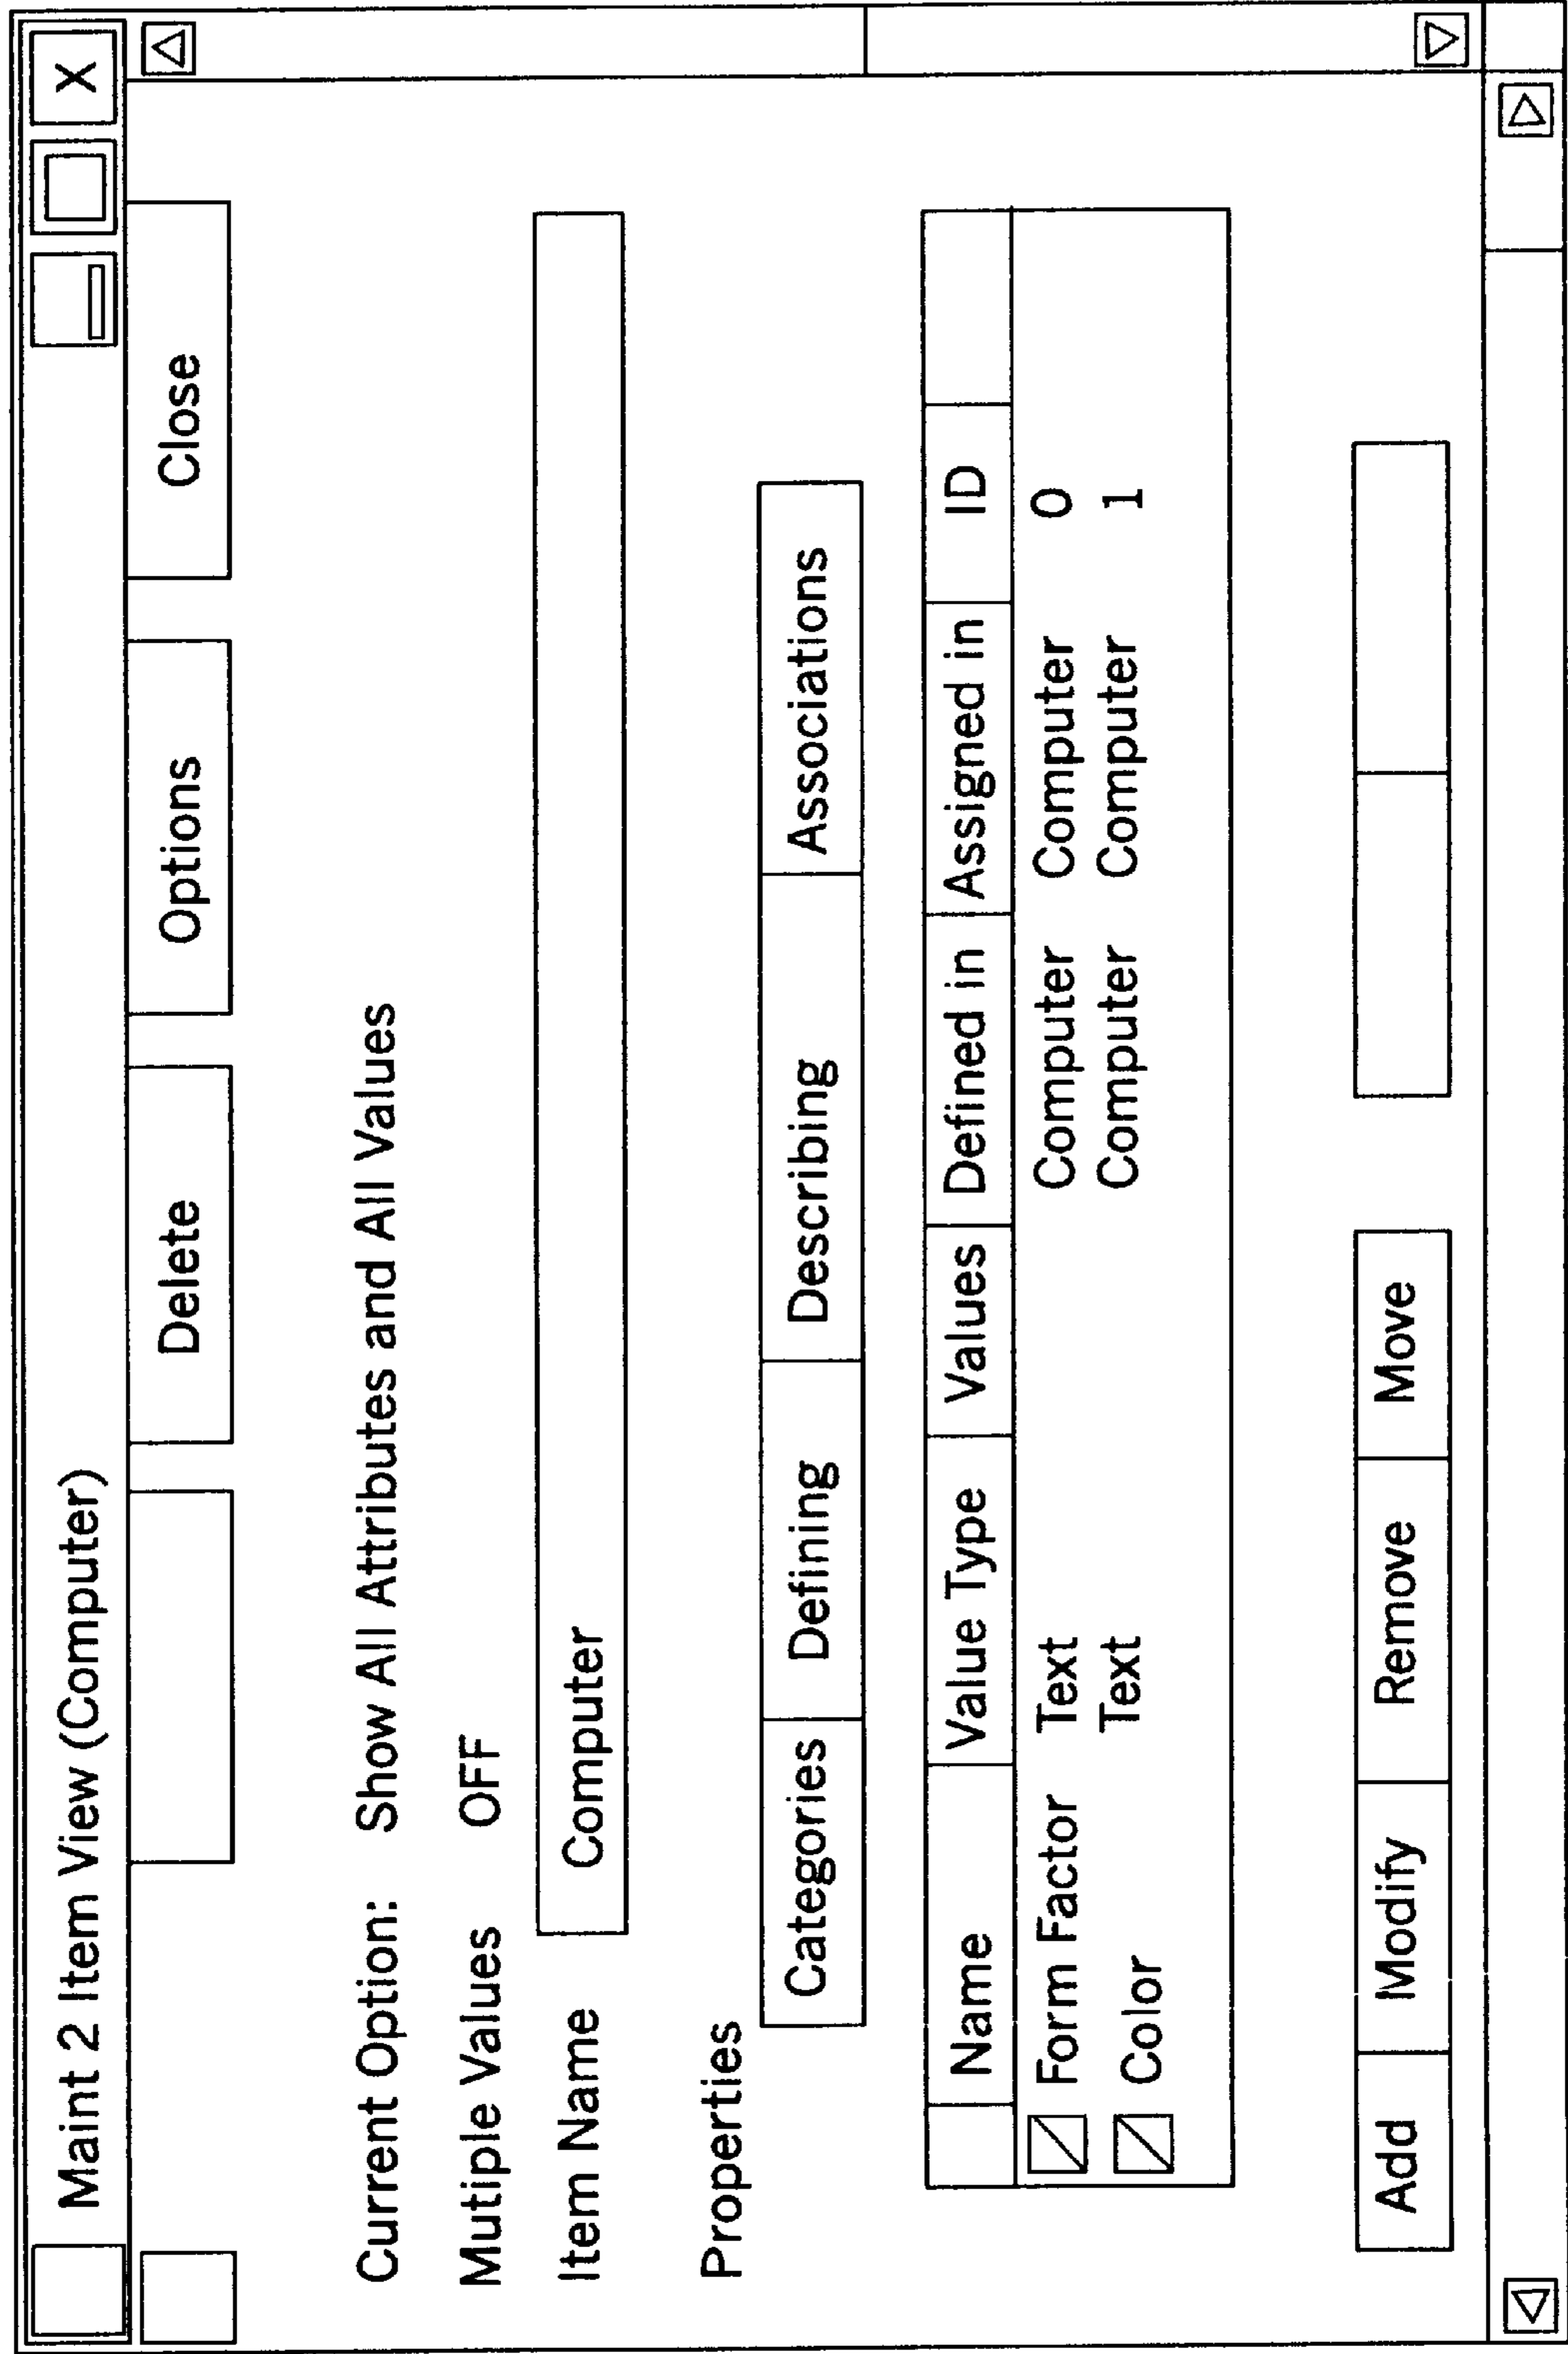 Maint 2 Item View (Computer)
X
Delete Options Close
Current Option: Show All Attributes and All Values
Mutiple Values OFF
Item Name Computer
Properties
Categories Defining Describing Associations
Name Value Type Values Defined in Assigned in ID
Form Factor Text Computer Computer 0
Color Text Computer Computer 1
Add Modify Remove Move